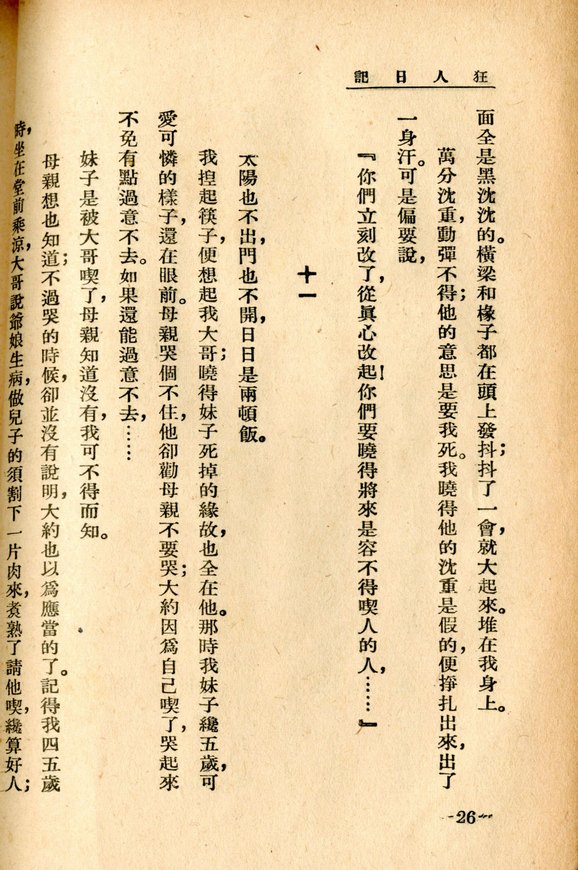 狂人日記
面全是黑沈沈的。橫梁和椽子都在頭上發抖；抖了一會，就大起來。堆在我身上。
萬分沈重，動彈不得；他的意思是要我死。我曉得他的沈重是假的，便掙扎出來，出了
一身汗。可是偏要說，
『你們立刻改了，從眞心改起！你們要曉得將來是容不得喫人的人，……』
十一
太陽也不出，門也不開，日日是兩頓飯。
我揑起筷子，便想起我大哥；曉得妹子死掉的緣故，也全在他。那時我妹子纔五歲，可
愛可憐的樣子，還在眼前。母親哭個不住，他卻勸母親不要哭；大約因爲自己喫了，哭起來
不免有點過意不去。如果還能過意不去，……
妹子是被大哥喫了，母親知道沒有，我可不得而知。
母親想也知道；不過哭的時候，卻並沒有說明，大約也以爲應當的了。記得我四五歲
時，坐在堂前乘涼，大哥說爺娘生病，做兒子的須割下一片肉來，煑熟了請他喫，纔算好人；
-26-